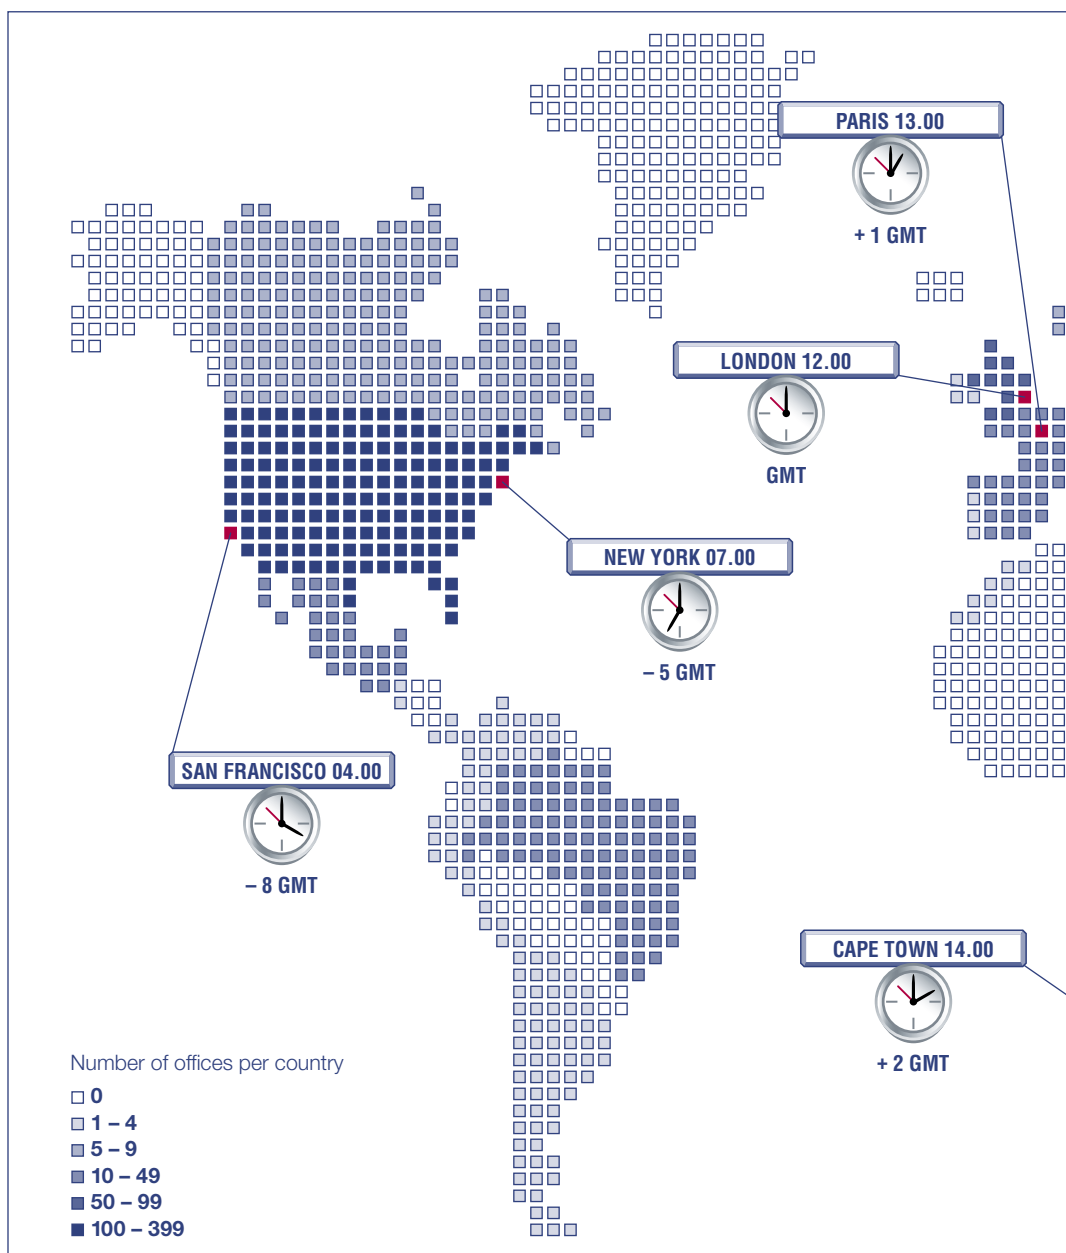 PARIS 13.00
+ 1 GMT
LONDON 12.00
GMT
NEW YORK 07.00
– 5 GMT
SAN FRANCISCO 04.00
– 8 GMT
CAPE TOWN 14.00
+ 2 GMT
Number of offices per country
0
1 – 4
5 – 9
10 – 49
50 – 99
100 – 399